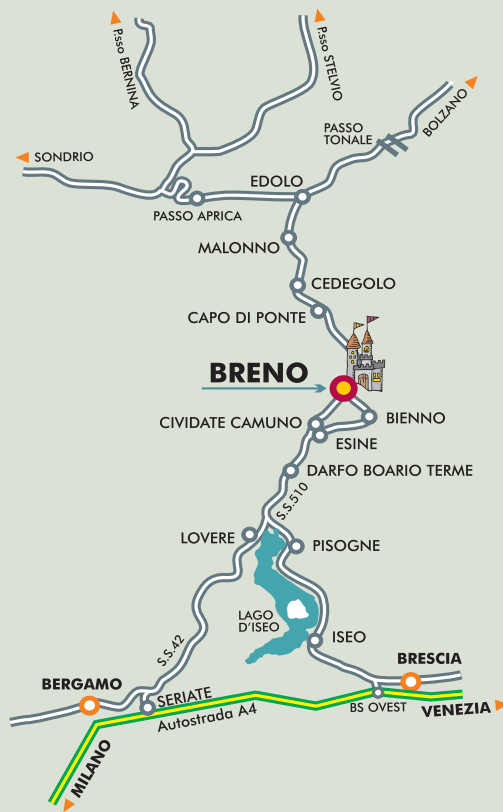 P.sso BERNINA
P.sso STELVIO
BOLZANO
PASSO
TONALE
SONDRIO
EDOLO
PASSO APRICA
MALONNO
CEDEGOLO
CAPO DI PONTE
BRENO
CIVIDATE CAMUNO
BIENNO
ESINE
DARFO BOARIO TERME
S.S.510
LOVERE
PISOGNE
LAGO
D'ISEO
ISEO
S.S.42
BRESCIA
BERGAMO
SERIATE
BS OVEST
VENEZIA
Autostrada A4
MILANO